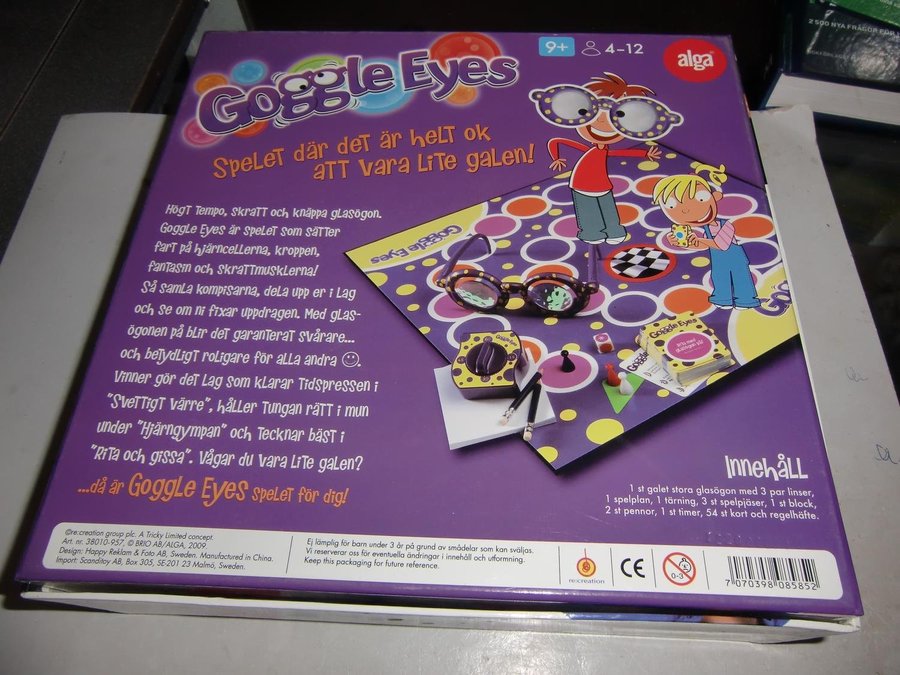 Goggle Eyes
9+ 4-12
alga
2 500 NYA FRÅGOR FÖR
Spelet där det är helt ok
att vara lite galen!
Högt tempo, skratt och knäppa glasögon.
Goggle Eyes är spelet som sätter
fart på hjärncellerna, kroppen,
fantasin och skrattmusklerna!
Så samla kompisarna, dela upp er i lag
och se om ni fixar uppdragen. Med glas-
ögonen på blir det garanterat svårare...
och betydligt roligare för alla andra ☺.
Vinner gör det lag som klarar tidspressen i
"Svettigt värre", håller tungan rätt i mun
under "Hjärngympan" och tecknar bäst i
"Rita och gissa". Vågar du vara lite galen?
...då är Goggle Eyes spelet för dig!
Goggle Eyes
Goggle Eyes
Innehåll
1 st galet stora glasögon med 3 par linser,
1 spelplan, 1 tärning, 3 st spelpjäser, 1 st block,
2 st pennor, 1 st timer, 54 st kort och regelhäfte.
©re:creation group plc. A Tricky Limited concept.
Art. nr. 38010-957. © BRIO AB/ALGA, 2009.
Design: Happy Reklam & Foto AB, Sweden. Manufactured in China.
Import: Scanditoy AB, Box 305, SE-201 23 Malmö, Sweden.
Ej lämplig för barn under 3 år på grund av smådelar som kan sväljas.
Vi reserverar oss för eventuella ändringar i innehåll och utformning.
Keep this packaging for future reference.
re:creation
CE
0-3
7 070398 085852